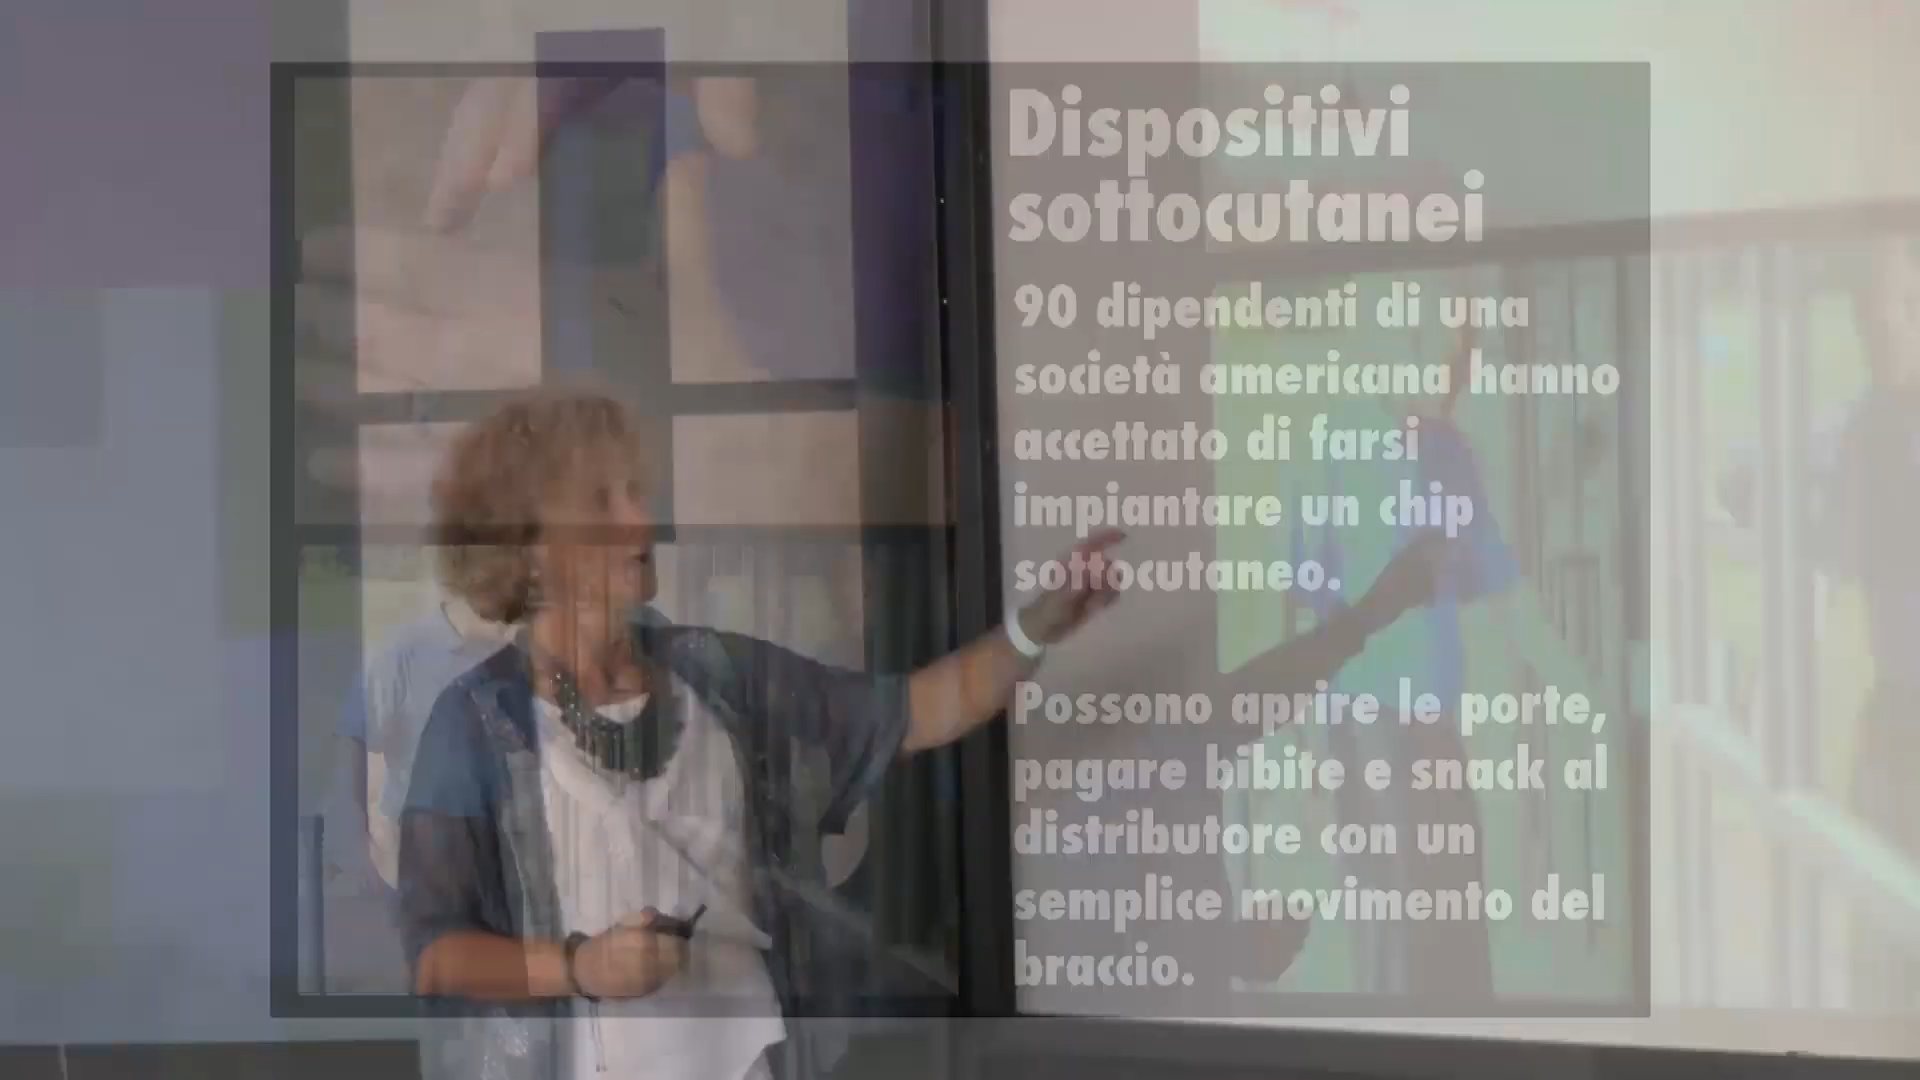 Dispositivi
sottocutanei
90 dipendenti di una
società americana hanno
accettato di farsi
impiantare un chip
sottocutaneo.
Possono aprire le porte,
pagare bibite e snack al
distributore con un
semplice movimento del
braccio.